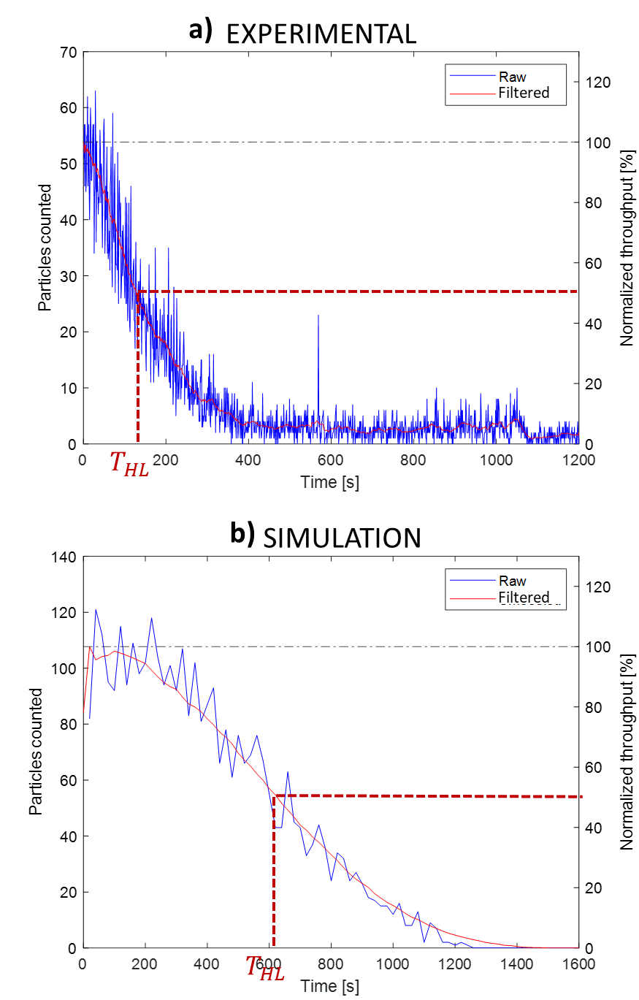 a) EXPERIMENTAL
70
60
50
40
30
20
10
0
Particles counted
Raw
Filtered
120
100
80
60
40
20
0
Normalized throughput [%]
0 200 400 600 800 1000 1200
T_HL
Time [s]
b) SIMULATION
140
120
100
80
60
40
20
0
Particles counted
Raw
Filtered
120
100
80
60
40
20
0
Normalized throughput [%]
0 200 400 600 800 1000 1200 1400 1600
T_HL
Time [s]